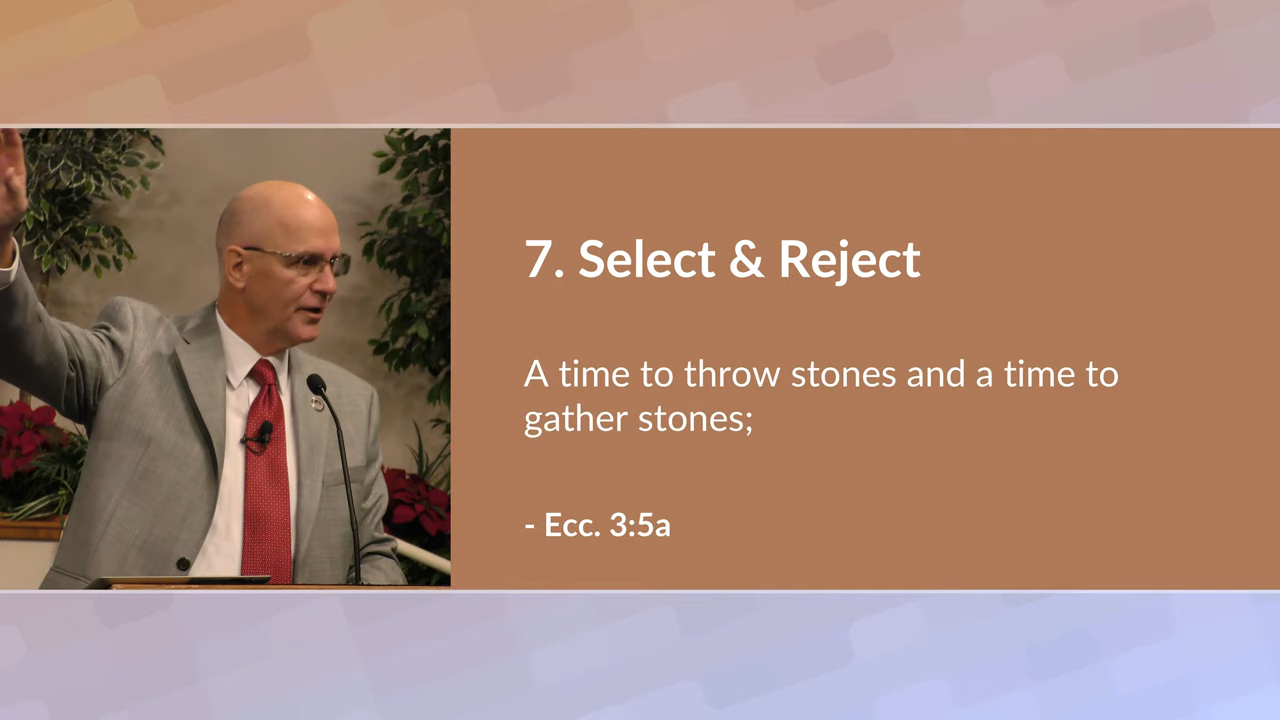 7. Select & Reject
A time to throw stones and a time to
gather stones;
- Ecc. 3:5a